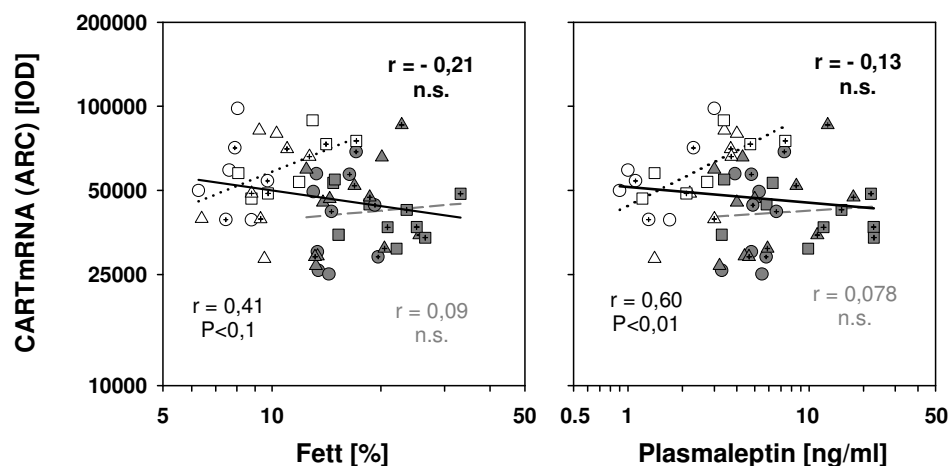 CARTmRNA (ARC) [IOD]
200000
100000
50000
25000
10000
r = - 0,21
n.s.
r = 0,41
P<0,1
r = 0,09
n.s.
5
10
50
Fett [%]
r = - 0,13
n.s.
r = 0,60
P<0,01
r = 0,078
n.s.
0.5
1
10
50
Plasmaleptin [ng/ml]